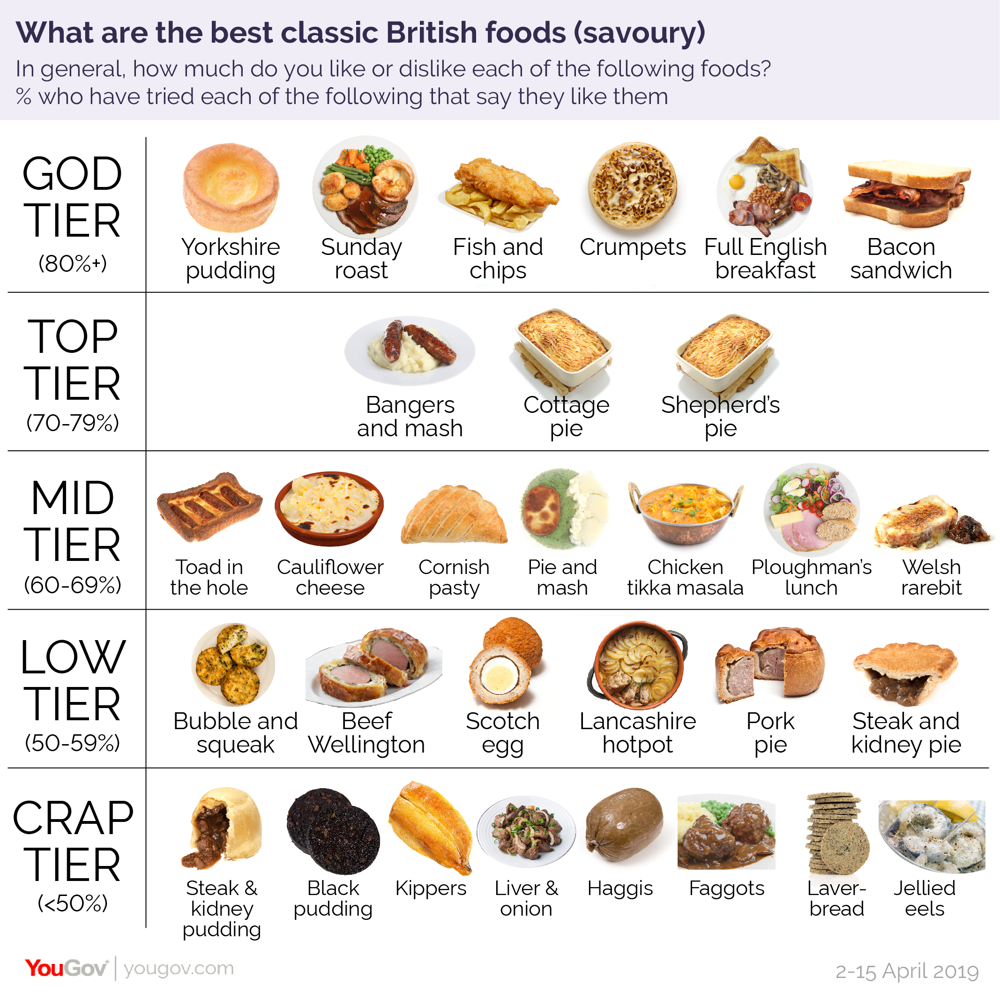 What are the best classic British foods (savoury)
In general, how much do you like or dislike each of the following foods?
% who have tried each of the following that say they like them
GOD
TIER
(80%+)
Yorkshire
pudding
Sunday
roast
Fish and
chips
Crumpets
Full English
breakfast
Bacon
sandwich
TOP
TIER
(70-79%)
Bangers
and mash
Cottage
pie
Shepherd's
pie
MID
TIER
(60-69%)
Toad in
the hole
Cauliflower
cheese
Cornish
pasty
Pie and
mash
Chicken
tikka masala
Ploughman's
lunch
Welsh
rarebit
LOW
TIER
(50-59%)
Bubble and
squeak
Beef
Wellington
Scotch
egg
Lancashire
hotpot
Pork
pie
Steak and
kidney pie
CRAP
TIER
(<50%)
Steak &
kidney
pudding
Black
pudding
Kippers
Liver &
onion
Haggis
Faggots
Laver-
bread
Jellied
eels
YouGov® | yougov.com
2-15 April 2019